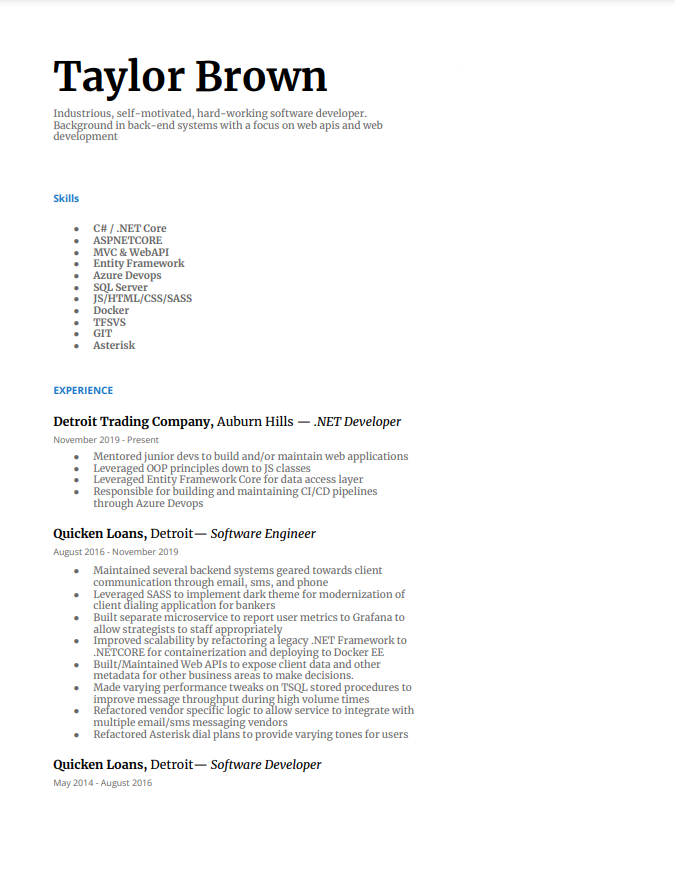 Taylor Brown
Industrious, self-motivated, hard-working software developer.
Background in back-end systems with a focus on web apis and web
development
Skills
● C# / .NET Core
● ASPNETCORE
● MVC & WebAPI
● Entity Framework
● Azure Devops
● SQL Server
● JS/HTML/CSS/SASS
● Docker
● TFSVS
● GIT
● Asterisk
EXPERIENCE
Detroit Trading Company, Auburn Hills — .NET Developer
November 2019 - Present
● Mentored junior devs to build and/or maintain web applications
● Leveraged OOP principles down to JS classes
● Leveraged Entity Framework Core for data access layer
● Responsible for building and maintaining CI/CD pipelines
through Azure Devops
Quicken Loans, Detroit— Software Engineer
August 2016 - November 2019
● Maintained several backend systems geared towards client
communication through email, sms, and phone
● Leveraged SASS to implement dark theme for modernization of
client dialing application for bankers
● Built separate microservice to report user metrics to Grafana to
allow strategists to staff appropriately
● Improved scalability by refactoring a legacy .NET Framework to
.NETCORE for containerization and deploying to Docker EE
● Built/Maintained Web APIs to expose client data and other
metadata for other business areas to make decisions.
● Made varying performance tweaks on TSQL stored procedures to
improve message throughput during high volume times
● Refactored vendor specific logic to allow service to integrate with
multiple email/sms messaging vendors
● Refactored Asterisk dial plans to provide varying tones for users
Quicken Loans, Detroit— Software Developer
May 2014 - August 2016